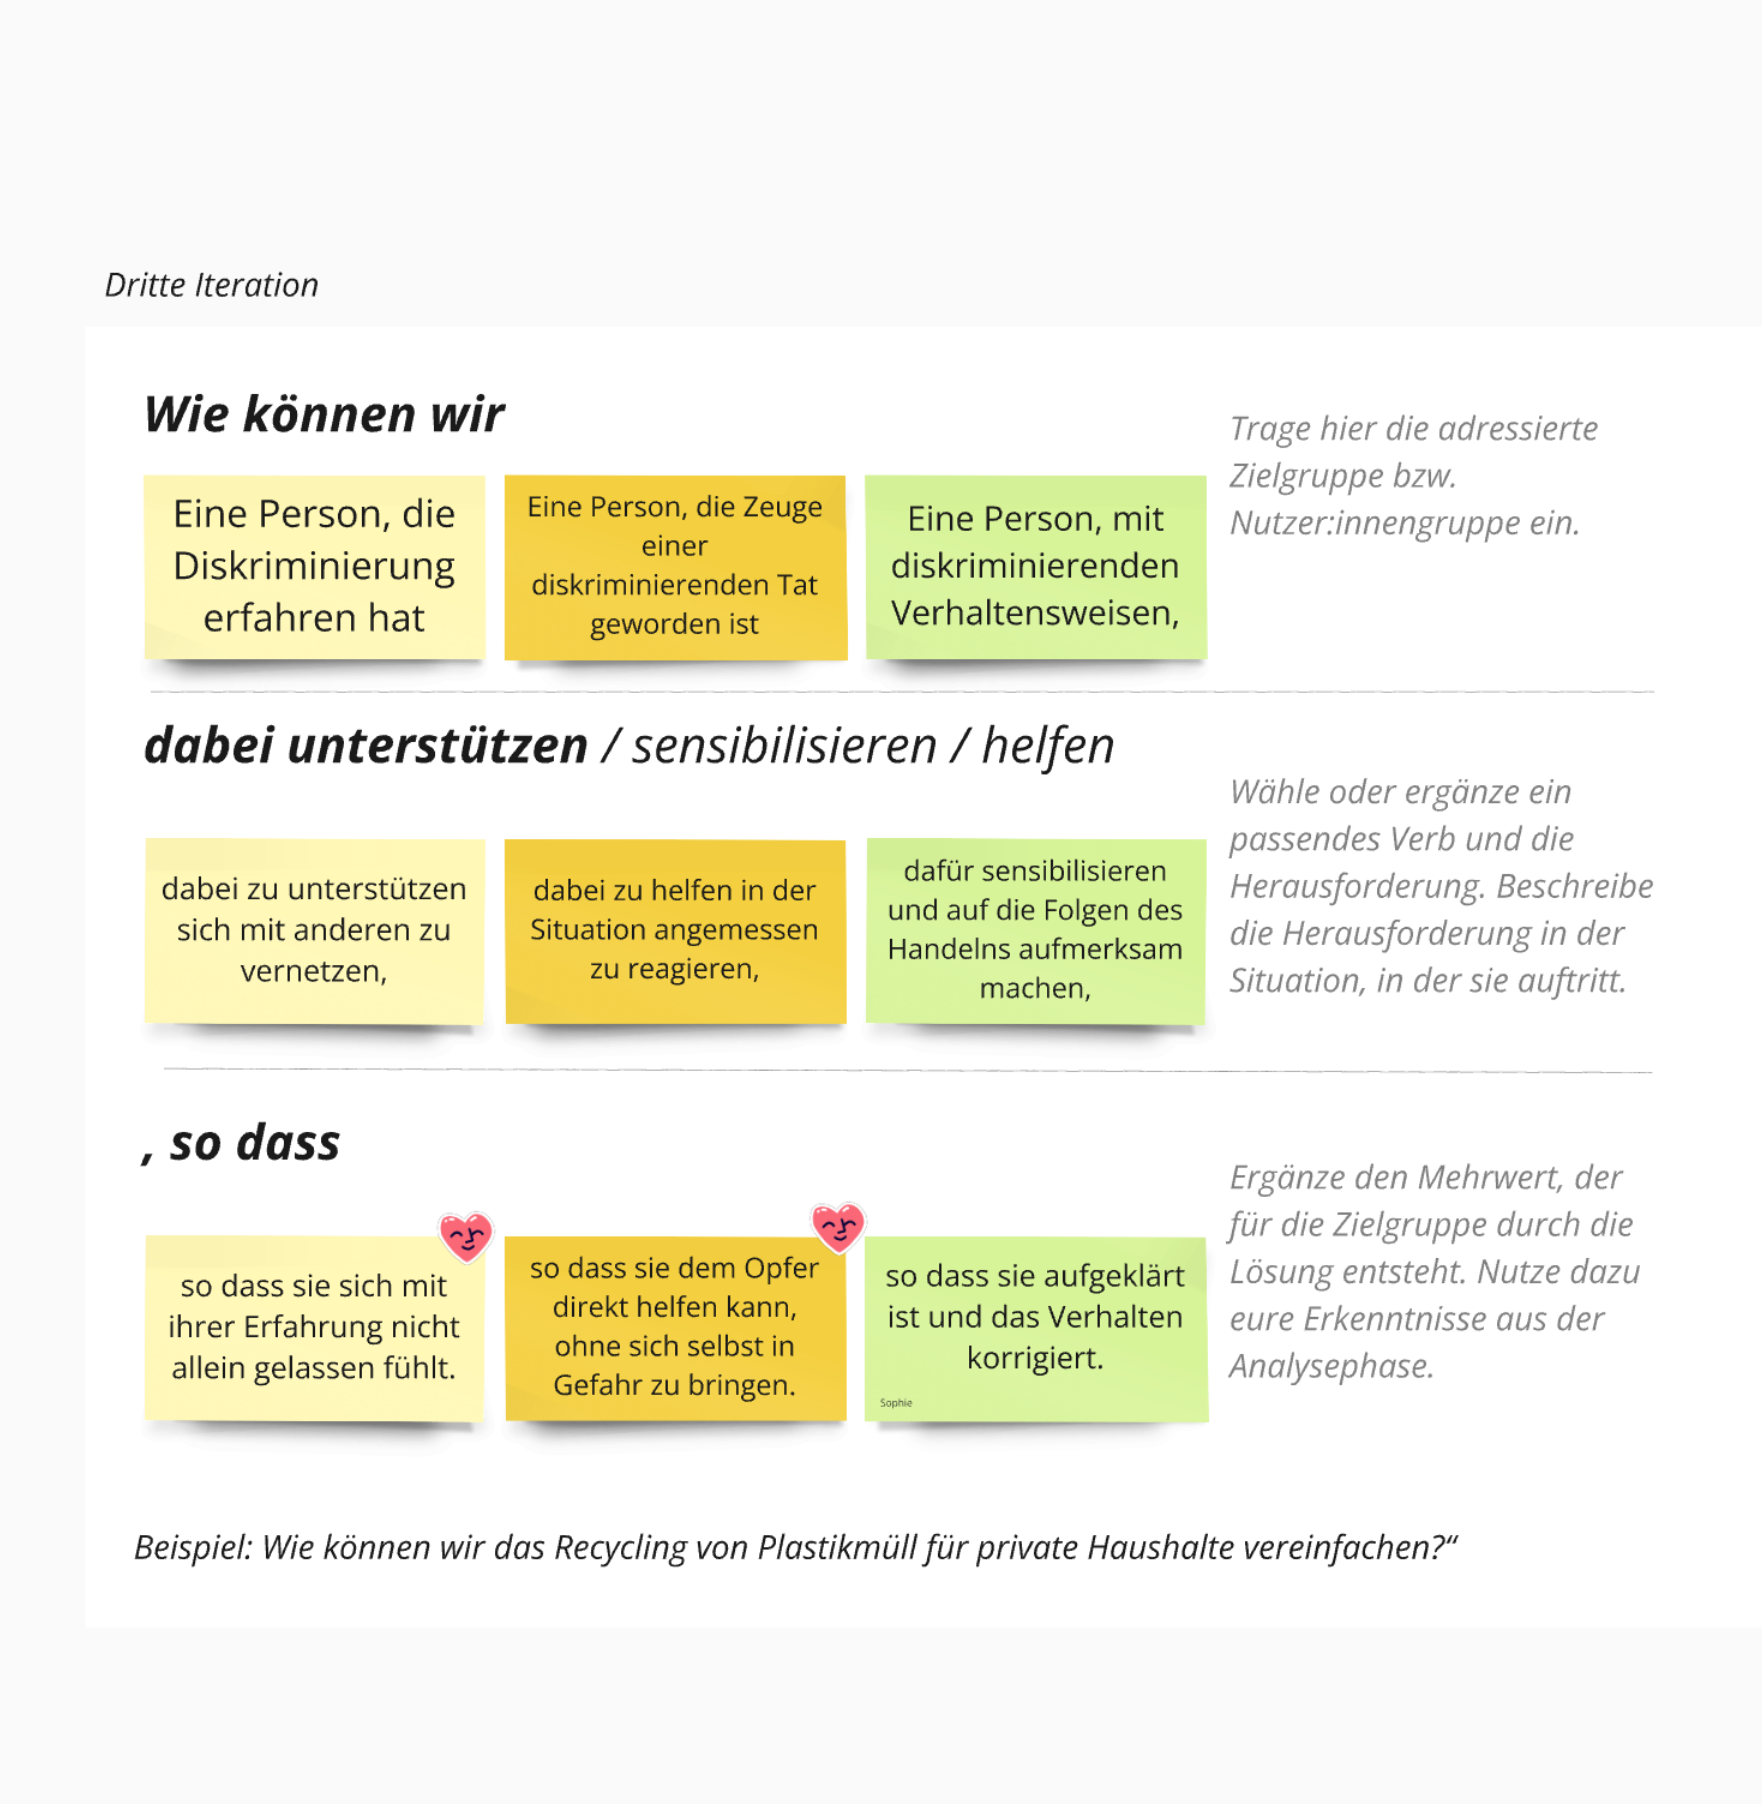 Dritte Iteration
Wie können wir
Eine Person, die
Diskriminierung
erfahren hat
Eine Person, die Zeuge
einer
diskriminierenden Tat
geworden ist
Eine Person, mit
diskriminierenden
Verhaltensweisen,
Trage hier die adressierte
Zielgruppe bzw.
Nutzer:innengruppe ein.
dabei unterstützen / sensibilisieren / helfen
dabei zu unterstützen
sich mit anderen zu
vernetzen,
dabei zu helfen in der
Situation angemessen
zu reagieren,
dafür sensibilisieren
und auf die Folgen des
Handelns aufmerksam
machen,
Wähle oder ergänze ein
passendes Verb und die
Herausforderung. Beschreibe
die Herausforderung in der
Situation, in der sie auftritt.
, so dass
so dass sie sich mit
ihrer Erfahrung nicht
allein gelassen fühlt.
so dass sie dem Opfer
direkt helfen kann,
ohne sich selbst in
Gefahr zu bringen.
so dass sie aufgeklärt
ist und das Verhalten
korrigiert.
Sophie
Ergänze den Mehrwert, der
für die Zielgruppe durch die
Lösung entsteht. Nutze dazu
eure Erkenntnisse aus der
Analysephase.
Beispiel: Wie können wir das Recycling von Plastikmüll für private Haushalte vereinfachen?“